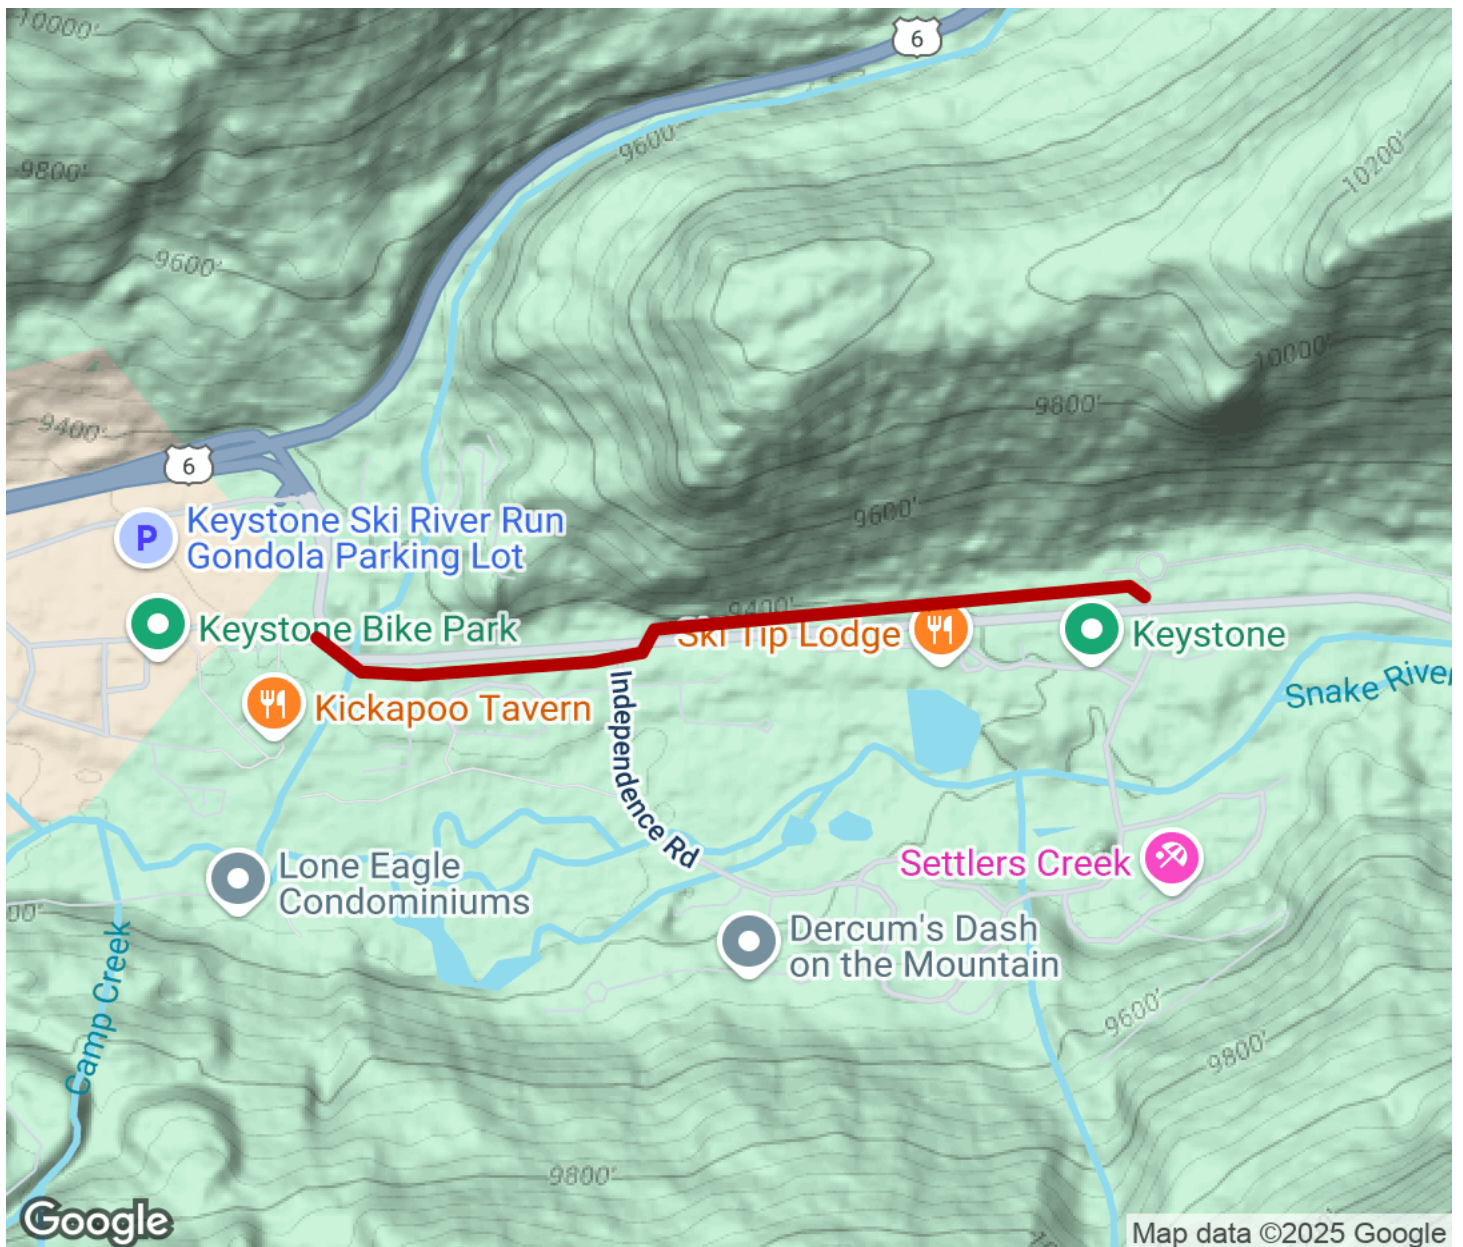 10000'
6
9600'
9800'
10200'
9600'
10000'
9800'
9400'
6
9600'
Keystone Ski River Run
Gondola Parking Lot
9400'
Keystone Bike Park
Ski Tip Lodge
Keystone
Snake River
Kickapoo Tavern
Independence Rd
Settlers Creek
Lone Eagle
Condominiums
00'
Dercum's Dash
on the Mountain
Camp Creek
9600'
9800'
9800'
Google
Map data ©2025 Google